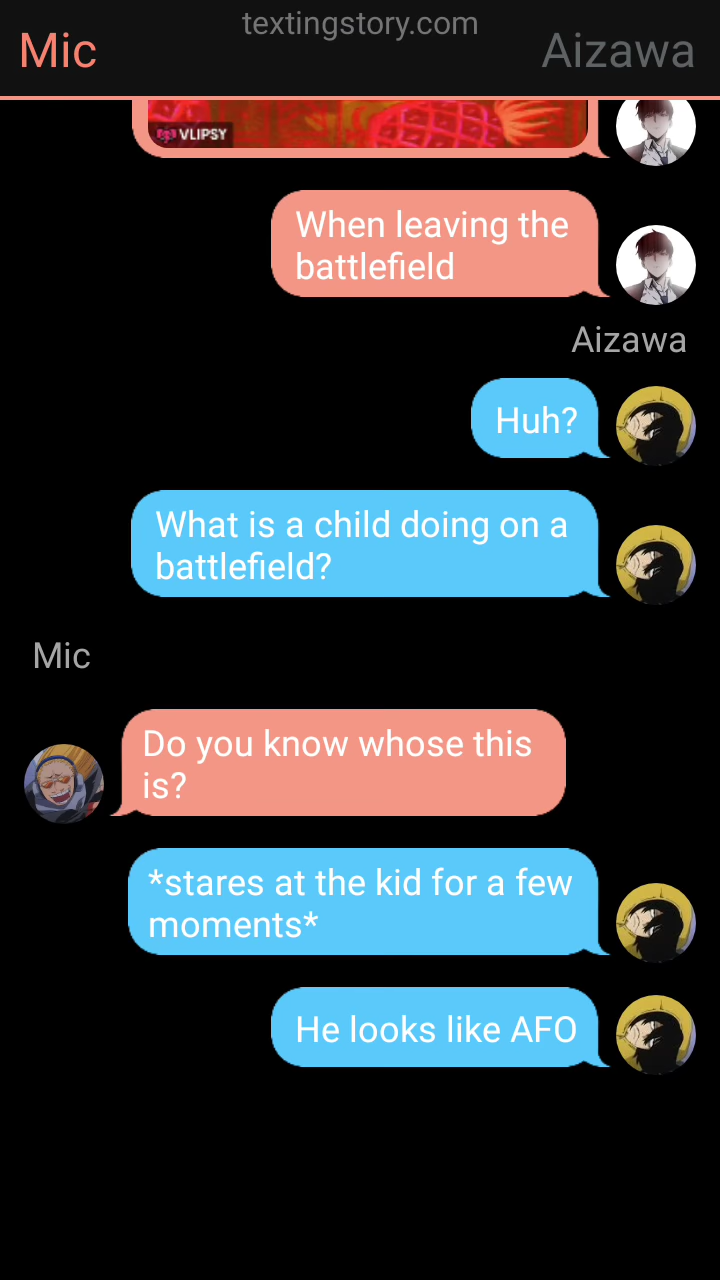 textingstory.com
Mic
Aizawa
VLIPSY
When leaving the
battlefield
Aizawa
Huh?
What is a child doing on a
battlefield?
Mic
Do you know whose this
is?
*stares at the kid for a few
moments*
He looks like AFO